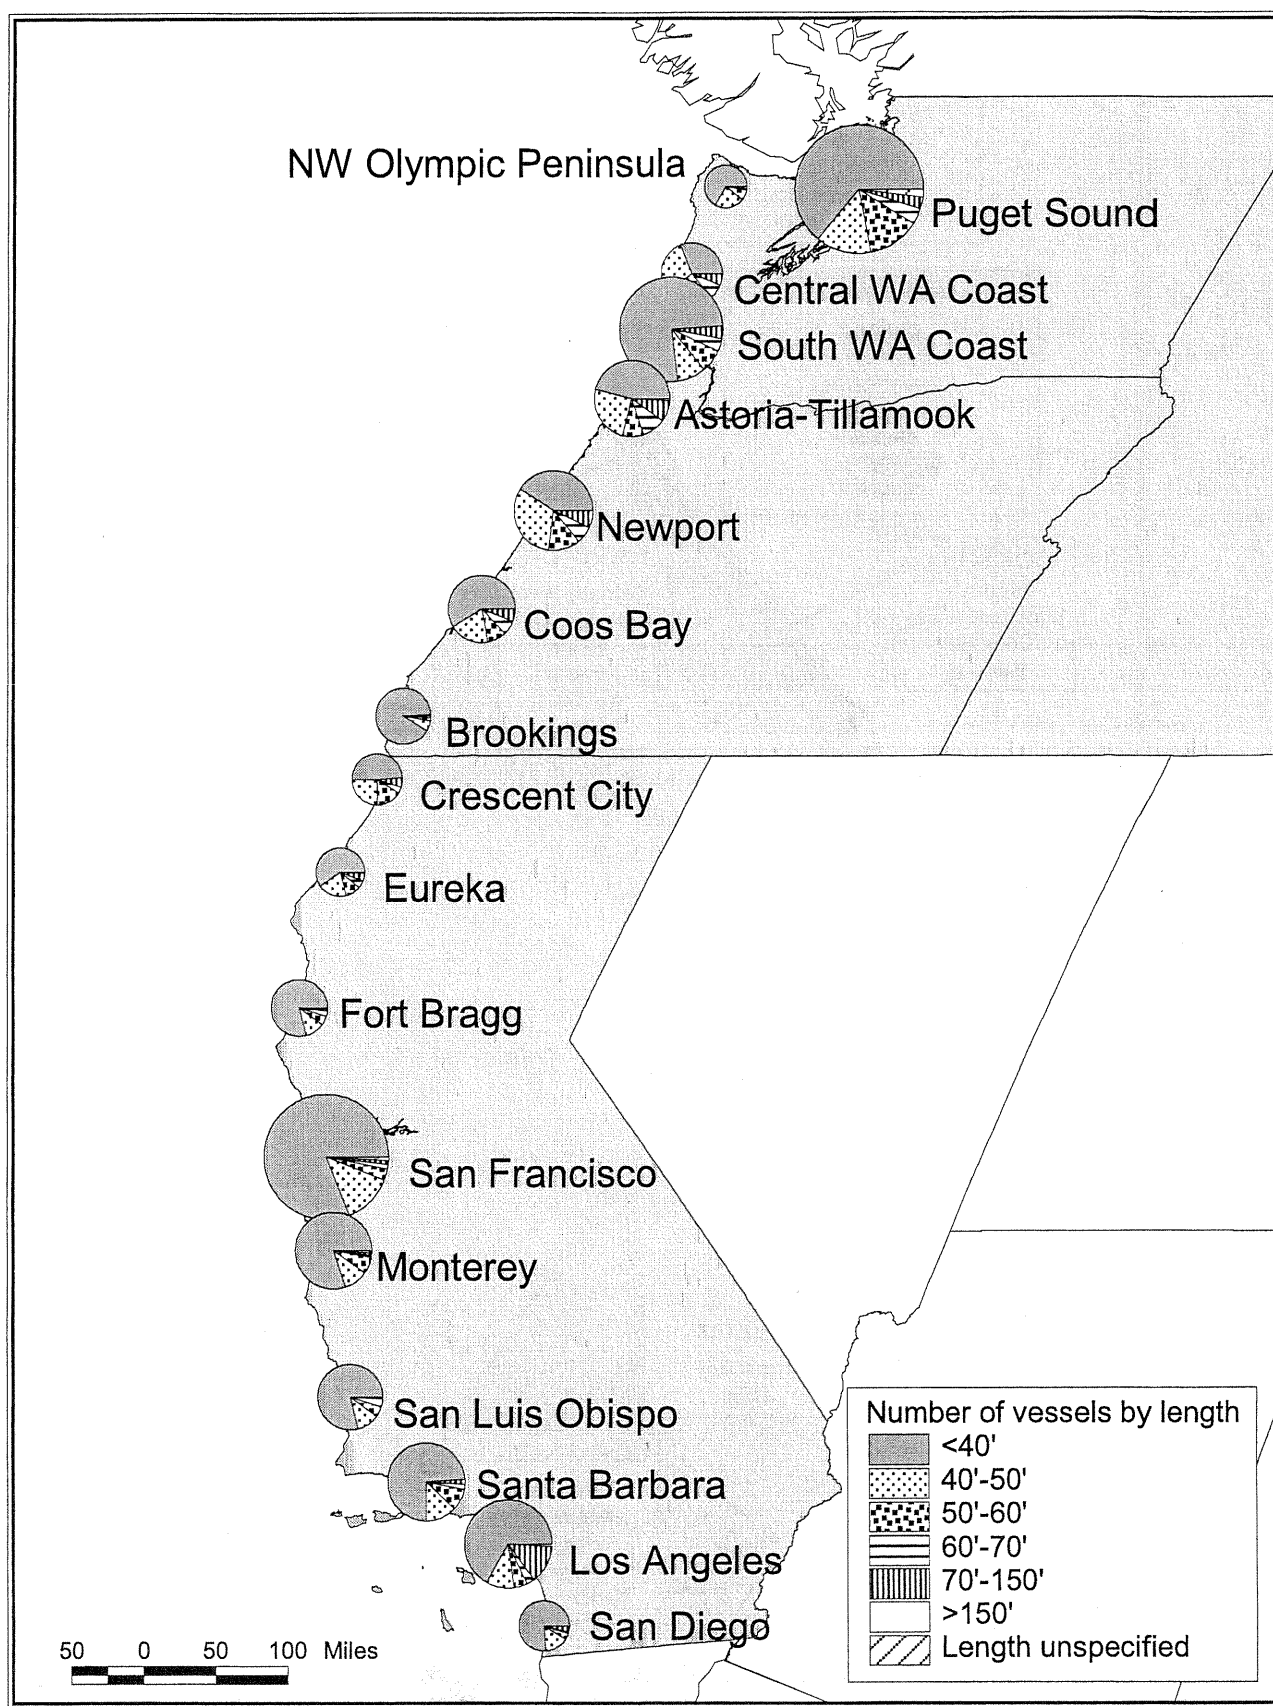 NW Olympic Peninsula
Puget Sound
Central WA Coast
South WA Coast
Astoria-Tillamook
Newport
Coos Bay
Brookings
Crescent City
Eureka
Fort Bragg
San Francisco
Monterey
San Luis Obispo
Santa Barbara
Los Angeles
San Diego
50 0 50 100 Miles
Number of vessels by length
<40'
40'-50'
50'-60'
60'-70'
70'-150'
>150'
Length unspecified